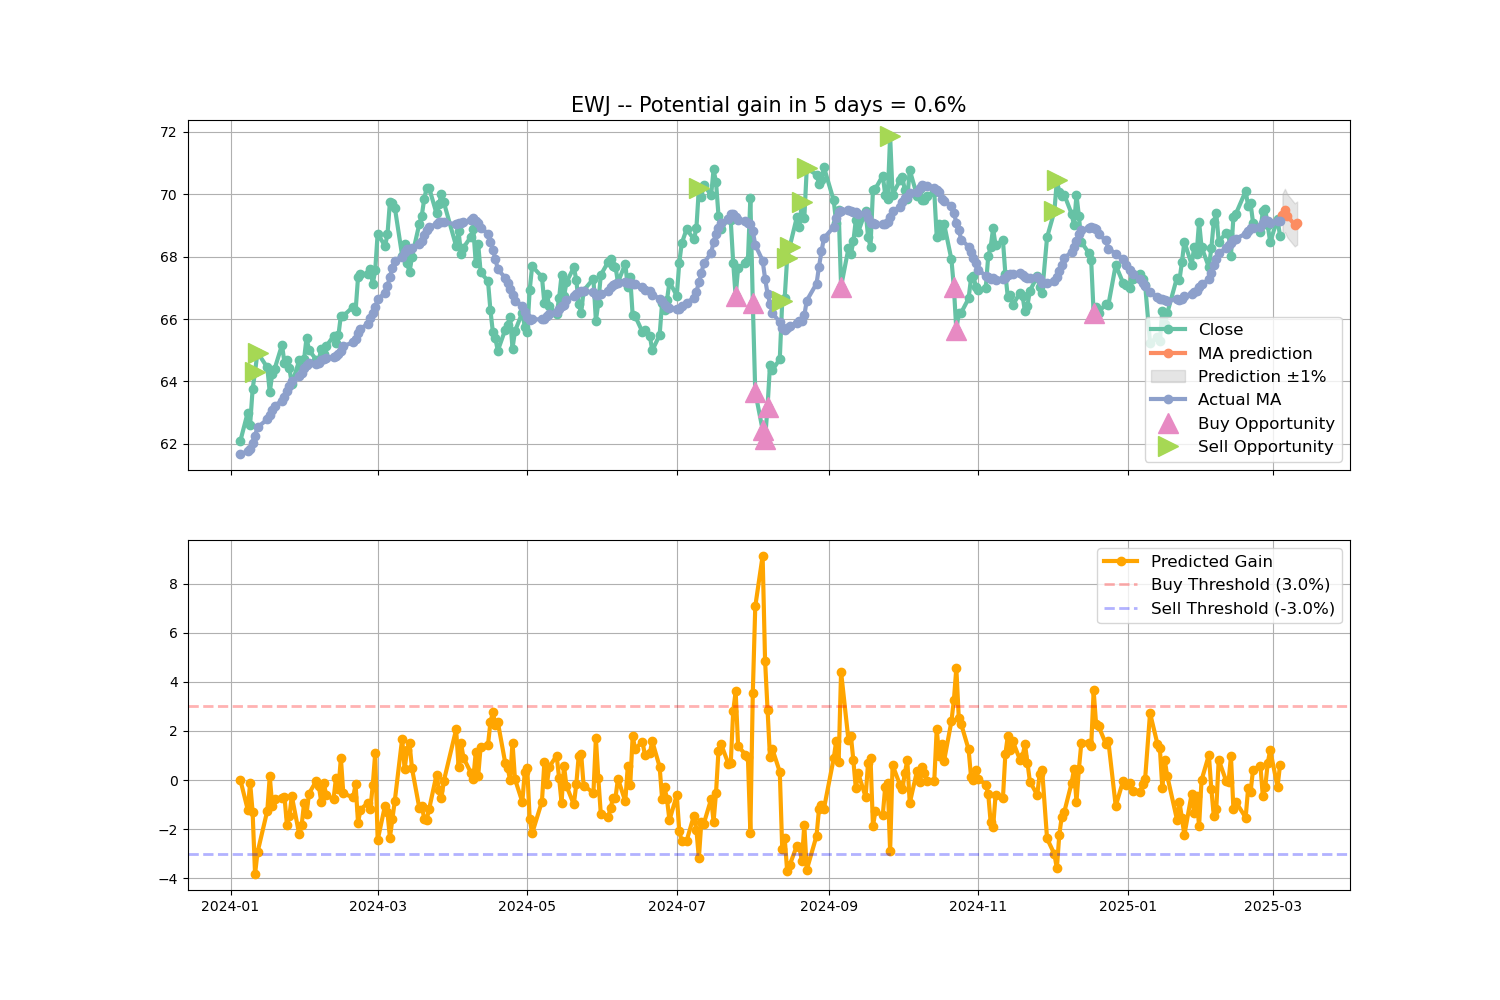 EWJ -- Potential gain in 5 days = 0.6%
72
70
68
66
64
62
Close
MA prediction
Prediction ±1%
Actual MA
Buy Opportunity
Sell Opportunity
8
6
4
2
0
−2
−4
Predicted Gain
Buy Threshold (3.0%)
Sell Threshold (-3.0%)
2024-01
2024-03
2024-05
2024-07
2024-09
2024-11
2025-01
2025-03